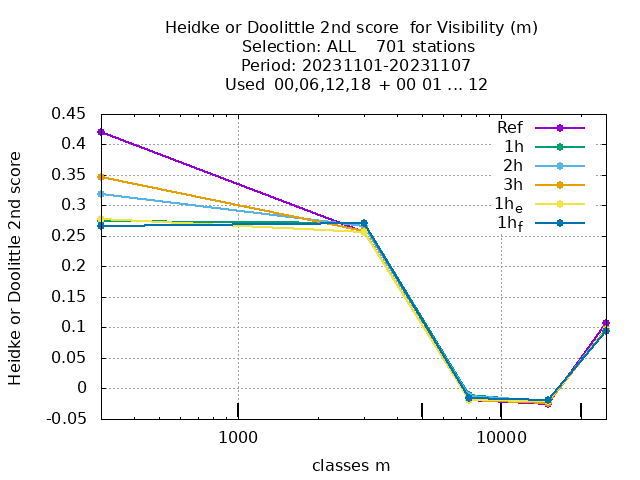 Heidke or Doolittle 2nd score  for Visibility (m)
Selection: ALL    701 stations
Period: 20231101-20231107
Used  00,06,12,18 + 00 01 ... 12
Heidke or Doolittle 2nd score
0.45
0.4
0.35
0.3
0.25
0.2
0.15
0.1
0.05
0
-0.05
Ref
1h
2h
3h
1he
1hf
1000
10000
classes m